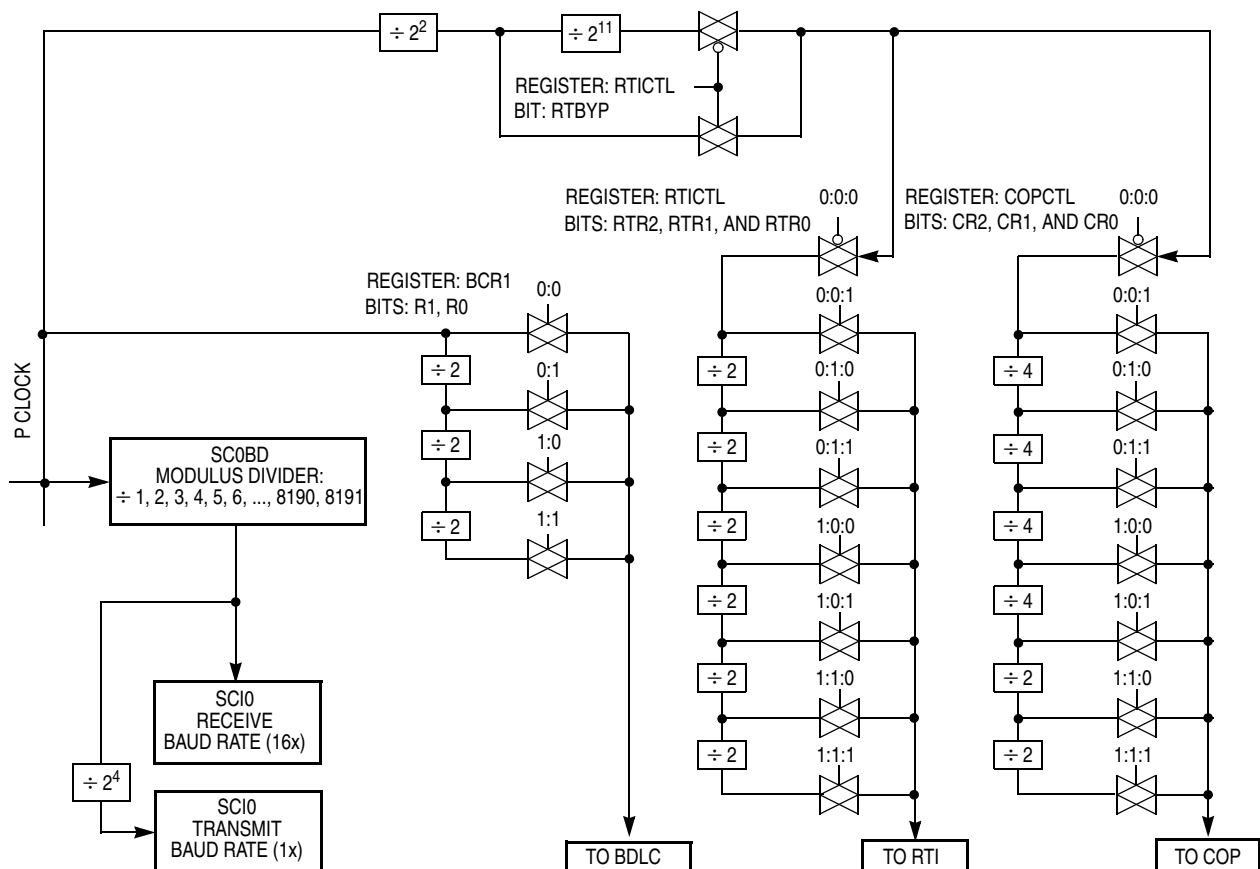 ÷ 2²
÷ 2¹¹
REGISTER: RTICTL
BIT: RTBYP
REGISTER: RTICTL
BITS: RTR2, RTR1, AND RTR0
0:0:0
REGISTER: COPCTL
BITS: CR2, CR1, AND CR0
0:0:0
REGISTER: BCR1
BITS: R1, R0
0:0
0:0:1
0:0:1
÷ 2
0:1
÷ 2
0:1:0
÷ 4
0:1:0
P CLOCK
SC0BD
MODULUS DIVIDER:
÷ 1, 2, 3, 4, 5, 6, ..., 8190, 8191
÷ 2
1:0
÷ 2
0:1:1
÷ 4
0:1:1
÷ 2
1:1
÷ 2
1:0:0
÷ 4
1:0:0
÷ 2
1:0:1
÷ 4
1:0:1
SCI0
RECEIVE
BAUD RATE (16x)
÷ 2
1:1:0
÷ 2
1:1:0
÷ 2⁴
÷ 2
1:1:1
÷ 2
1:1:1
SCI0
TRANSMIT
BAUD RATE (1x)
TO BDLC
TO RTI
TO COP